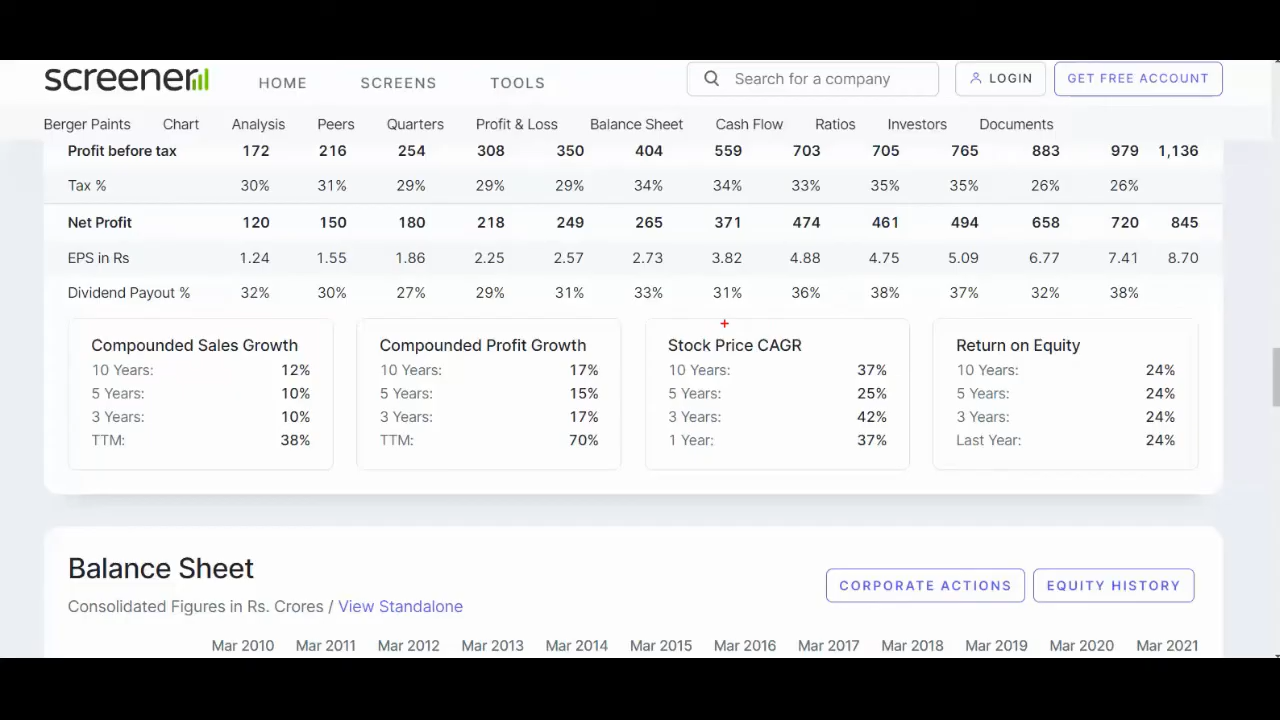 screener HOME SCREENS TOOLS Search for a company LOGIN GET FREE ACCOUNT
Berger Paints Chart Analysis Peers Quarters Profit & Loss Balance Sheet Cash Flow Ratios Investors Documents
Profit before tax 172 216 254 308 350 404 559 703 705 765 883 979 1,136
Tax % 30% 31% 29% 29% 29% 34% 34% 33% 35% 35% 26% 26%
Net Profit 120 150 180 218 249 265 371 474 461 494 658 720 845
EPS in Rs 1.24 1.55 1.86 2.25 2.57 2.73 3.82 4.88 4.75 5.09 6.77 7.41 8.70
Dividend Payout % 32% 30% 27% 29% 31% 33% 31% 36% 38% 37% 32% 38%
Compounded Sales Growth
10 Years: 12%
5 Years: 10%
3 Years: 10%
TTM: 38%
Compounded Profit Growth
10 Years: 17%
5 Years: 15%
3 Years: 17%
TTM: 70%
Stock Price CAGR
10 Years: 37%
5 Years: 25%
3 Years: 42%
1 Year: 37%
Return on Equity
10 Years: 24%
5 Years: 24%
3 Years: 24%
Last Year: 24%
Balance Sheet
CORPORATE ACTIONS EQUITY HISTORY
Consolidated Figures in Rs. Crores / View Standalone
Mar 2010 Mar 2011 Mar 2012 Mar 2013 Mar 2014 Mar 2015 Mar 2016 Mar 2017 Mar 2018 Mar 2019 Mar 2020 Mar 2021